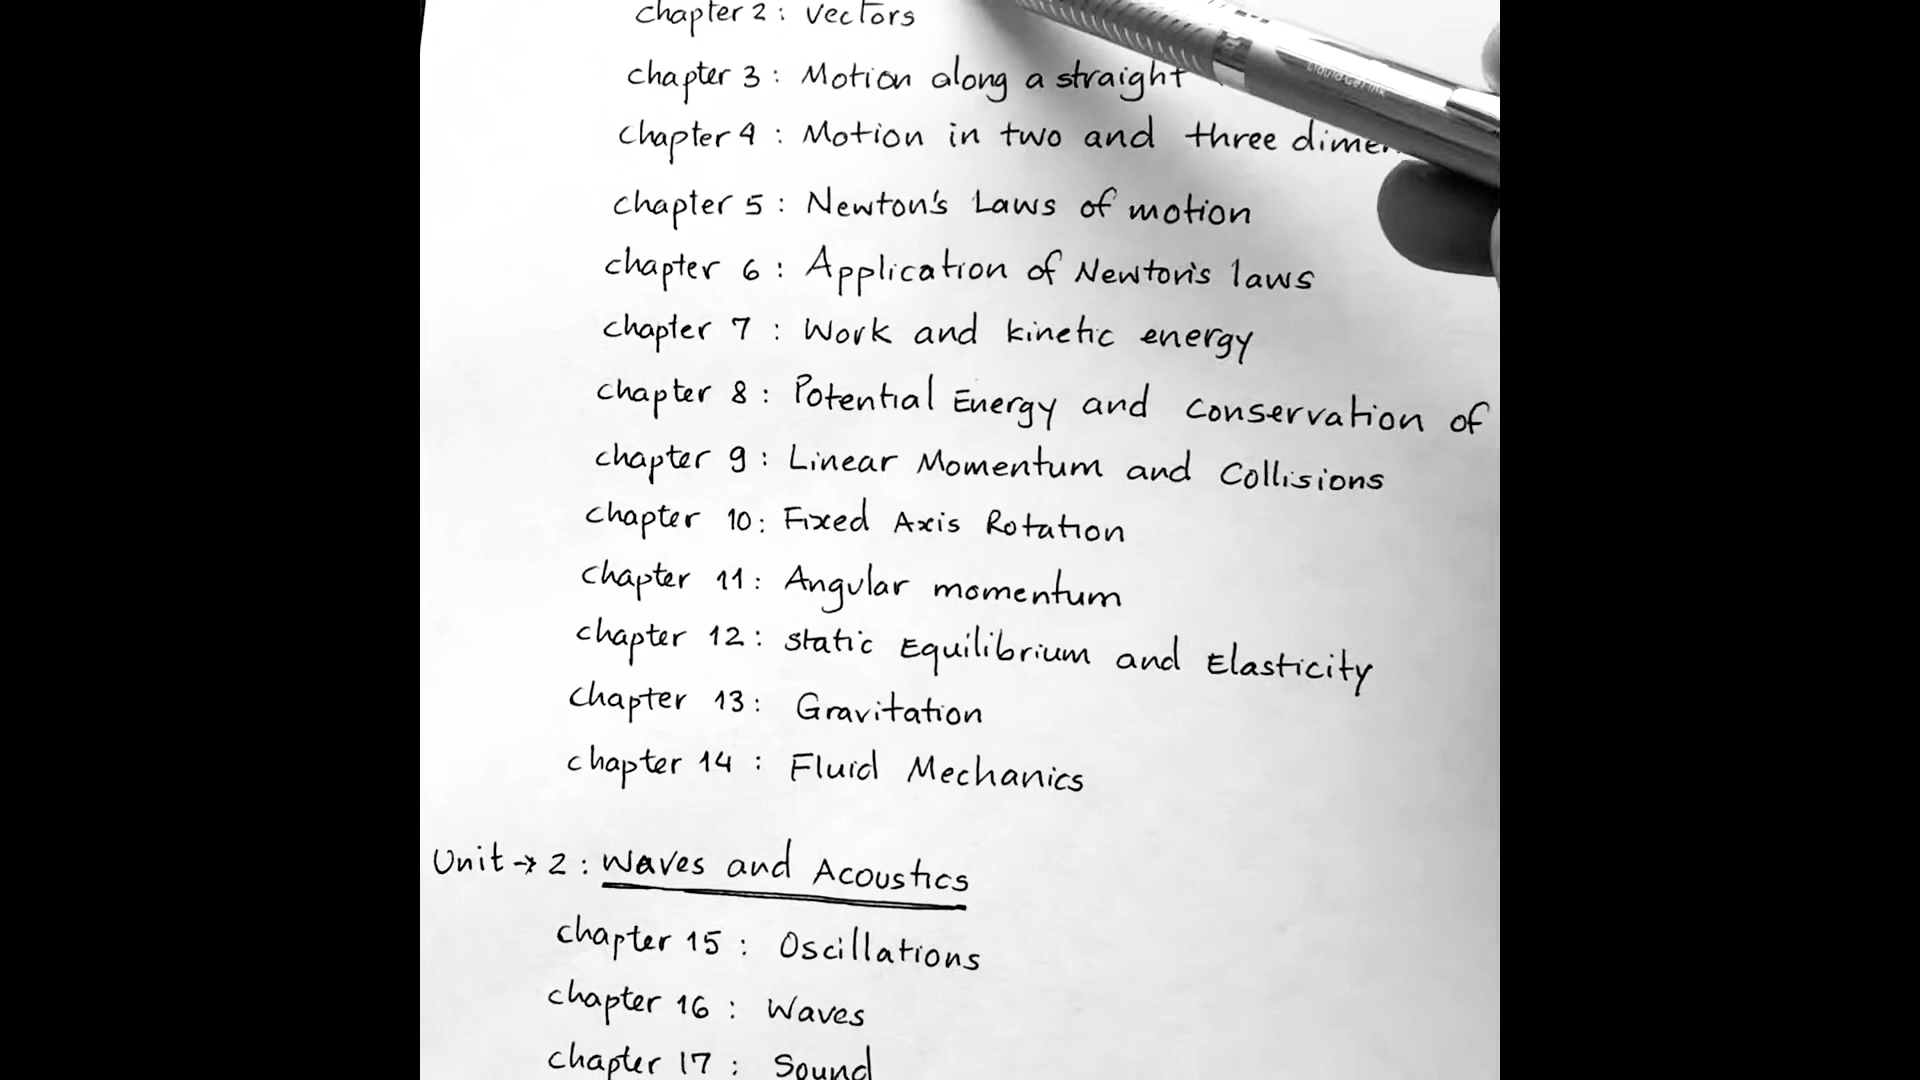 chapter 2 : Vectors
chapter 3 : Motion along a straight
chapter 4 : Motion in two and three
chapter 5 : Newton's Laws of motion
chapter 6 : Application of Newton's laws
chapter 7 : Work and kinetic energy
chapter 8 : Potential Energy and conservation of
chapter 9 : Linear Momentum and Collisions
chapter 10 : Fixed Axis Rotation
chapter 11 : Angular momentum
chapter 12 : Static Equilibrium and Elasticity
chapter 13 : Gravitation
chapter 14 : Fluid Mechanics
Unit → 2 : Waves and Acoustics
chapter 15 : Oscillations
chapter 16 : Waves
chapter 17 : Sound